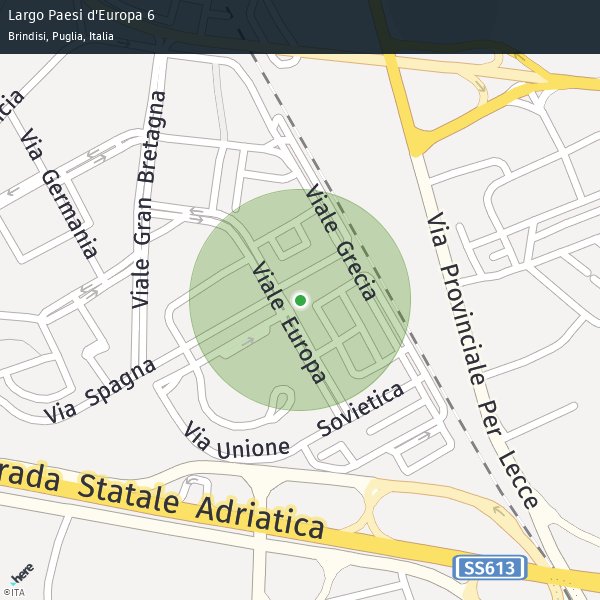 Largo Paesi d'Europa 6
Brindisi, Puglia, Italia
cia
Via Germania
Viale Gran Bretagna
Viale Grecia
Via Provinciale Per Lecce
Viale Europa
Via Spagna
Via Unione Sovietica
rada Statale Adriatica
SS613
here
©ITA